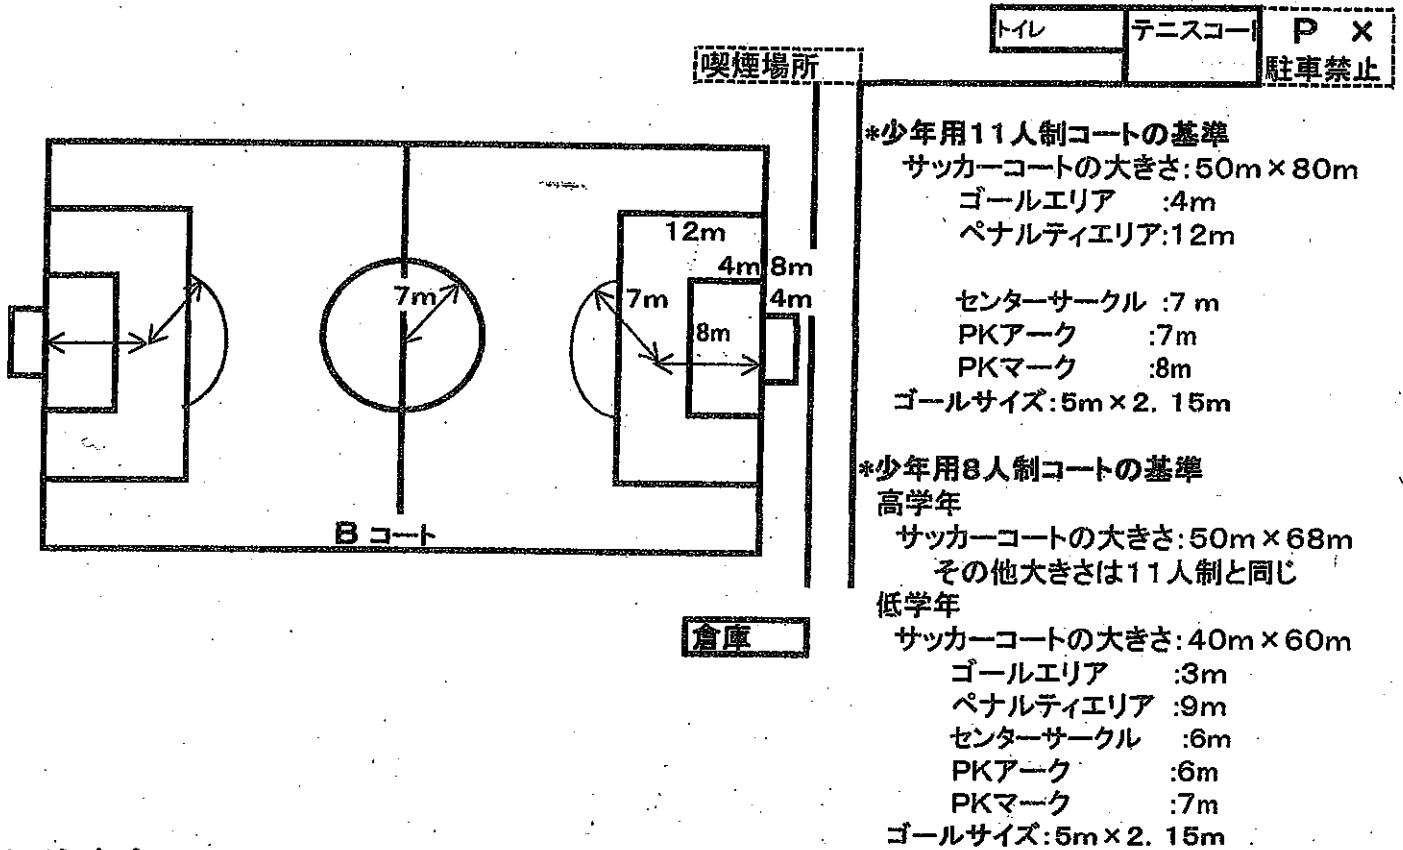 トイレ
テニスコート
P ×
駐車禁止
喫煙場所
*少年用11人制コートの基準
サッカーコートの大きさ:50m×80m
ゴールエリア :4m
ペナルティエリア:12m
センターサークル :7 m
PKアーク :7m
PKマーク :8m
ゴールサイズ:5m×2. 15m
12m
4m 8m
7m
7m
4m
8m
B コート
*少年用8人制コートの基準
高学年
サッカーコートの大きさ:50m×68m
その他大きさは11人制と同じ
低学年
サッカーコートの大きさ:40m×60m
ゴールエリア :3m
ペナルティエリア :9m
センターサークル :6m
PKアーク :6m
PKマーク :7m
ゴールサイズ:5m×2. 15m
倉庫